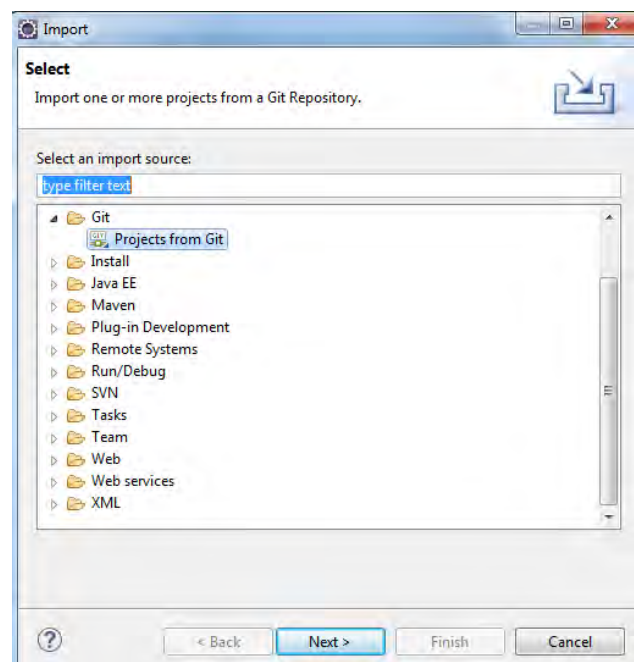 Import
Select
Import one or more projects from a Git Repository.
Select an import source:
type filter text
Git
Projects from Git
Install
Java EE
Maven
Plug-in Development
Remote Systems
Run/Debug
SVN
Tasks
Team
Web
Web services
XML
? < Back Next > Finish Cancel